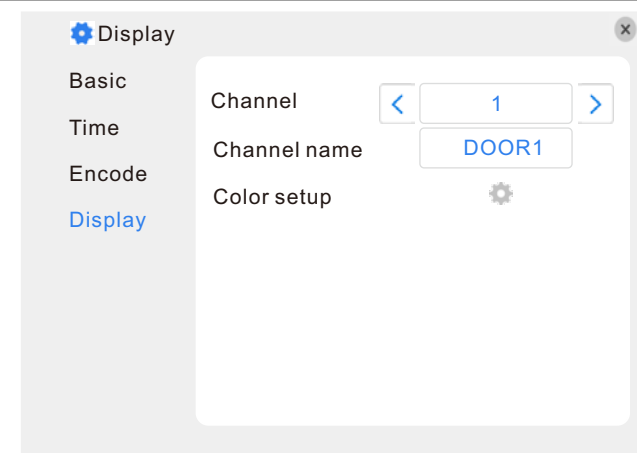 Display
Basic
Time
Encode
Display
Channel 1
Channel name DOOR1
Color setup